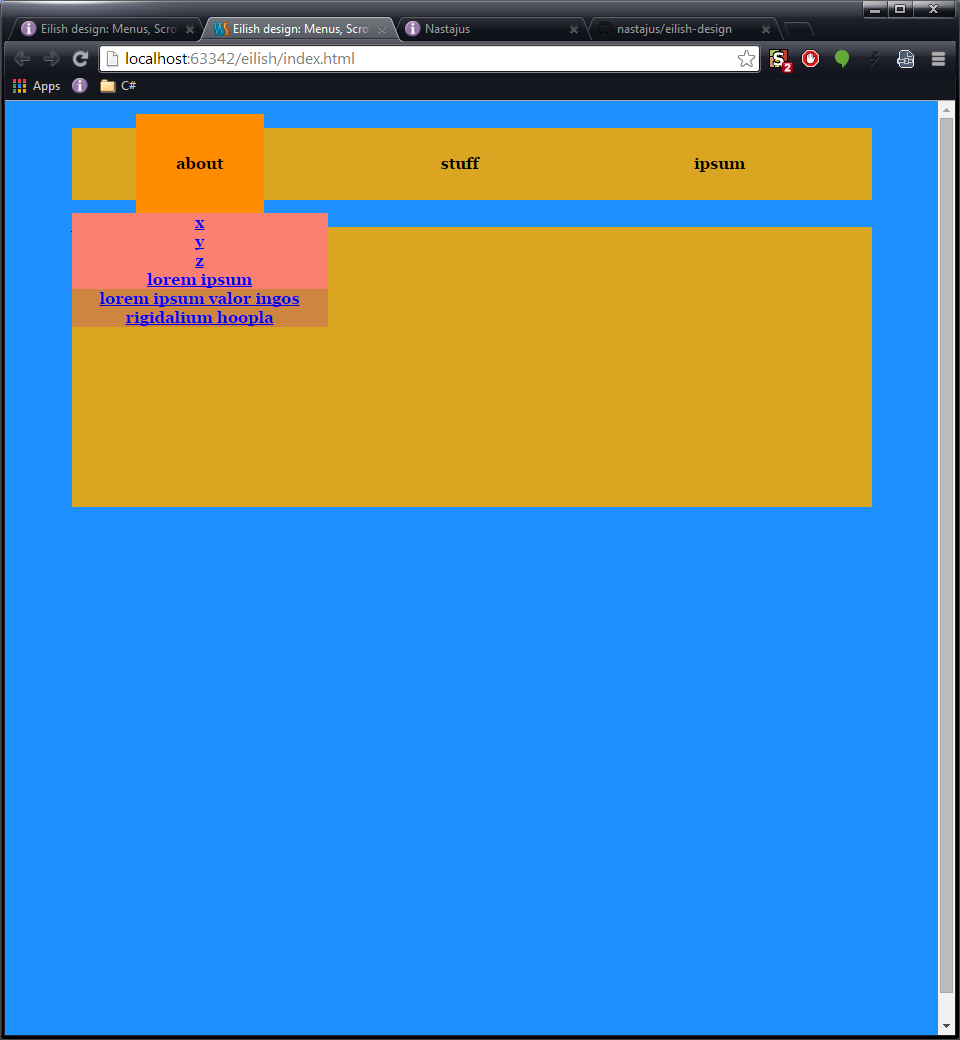 Eilish design: Menus, Scro
Eilish design: Menus, Scro
Nastajus
nastajus/eilish-design
localhost:63342/eilish/index.html
2
Apps
C#
about
stuff
ipsum
x
y
z
lorem ipsum
lorem ipsum valor ingos
rigidalium hoopla